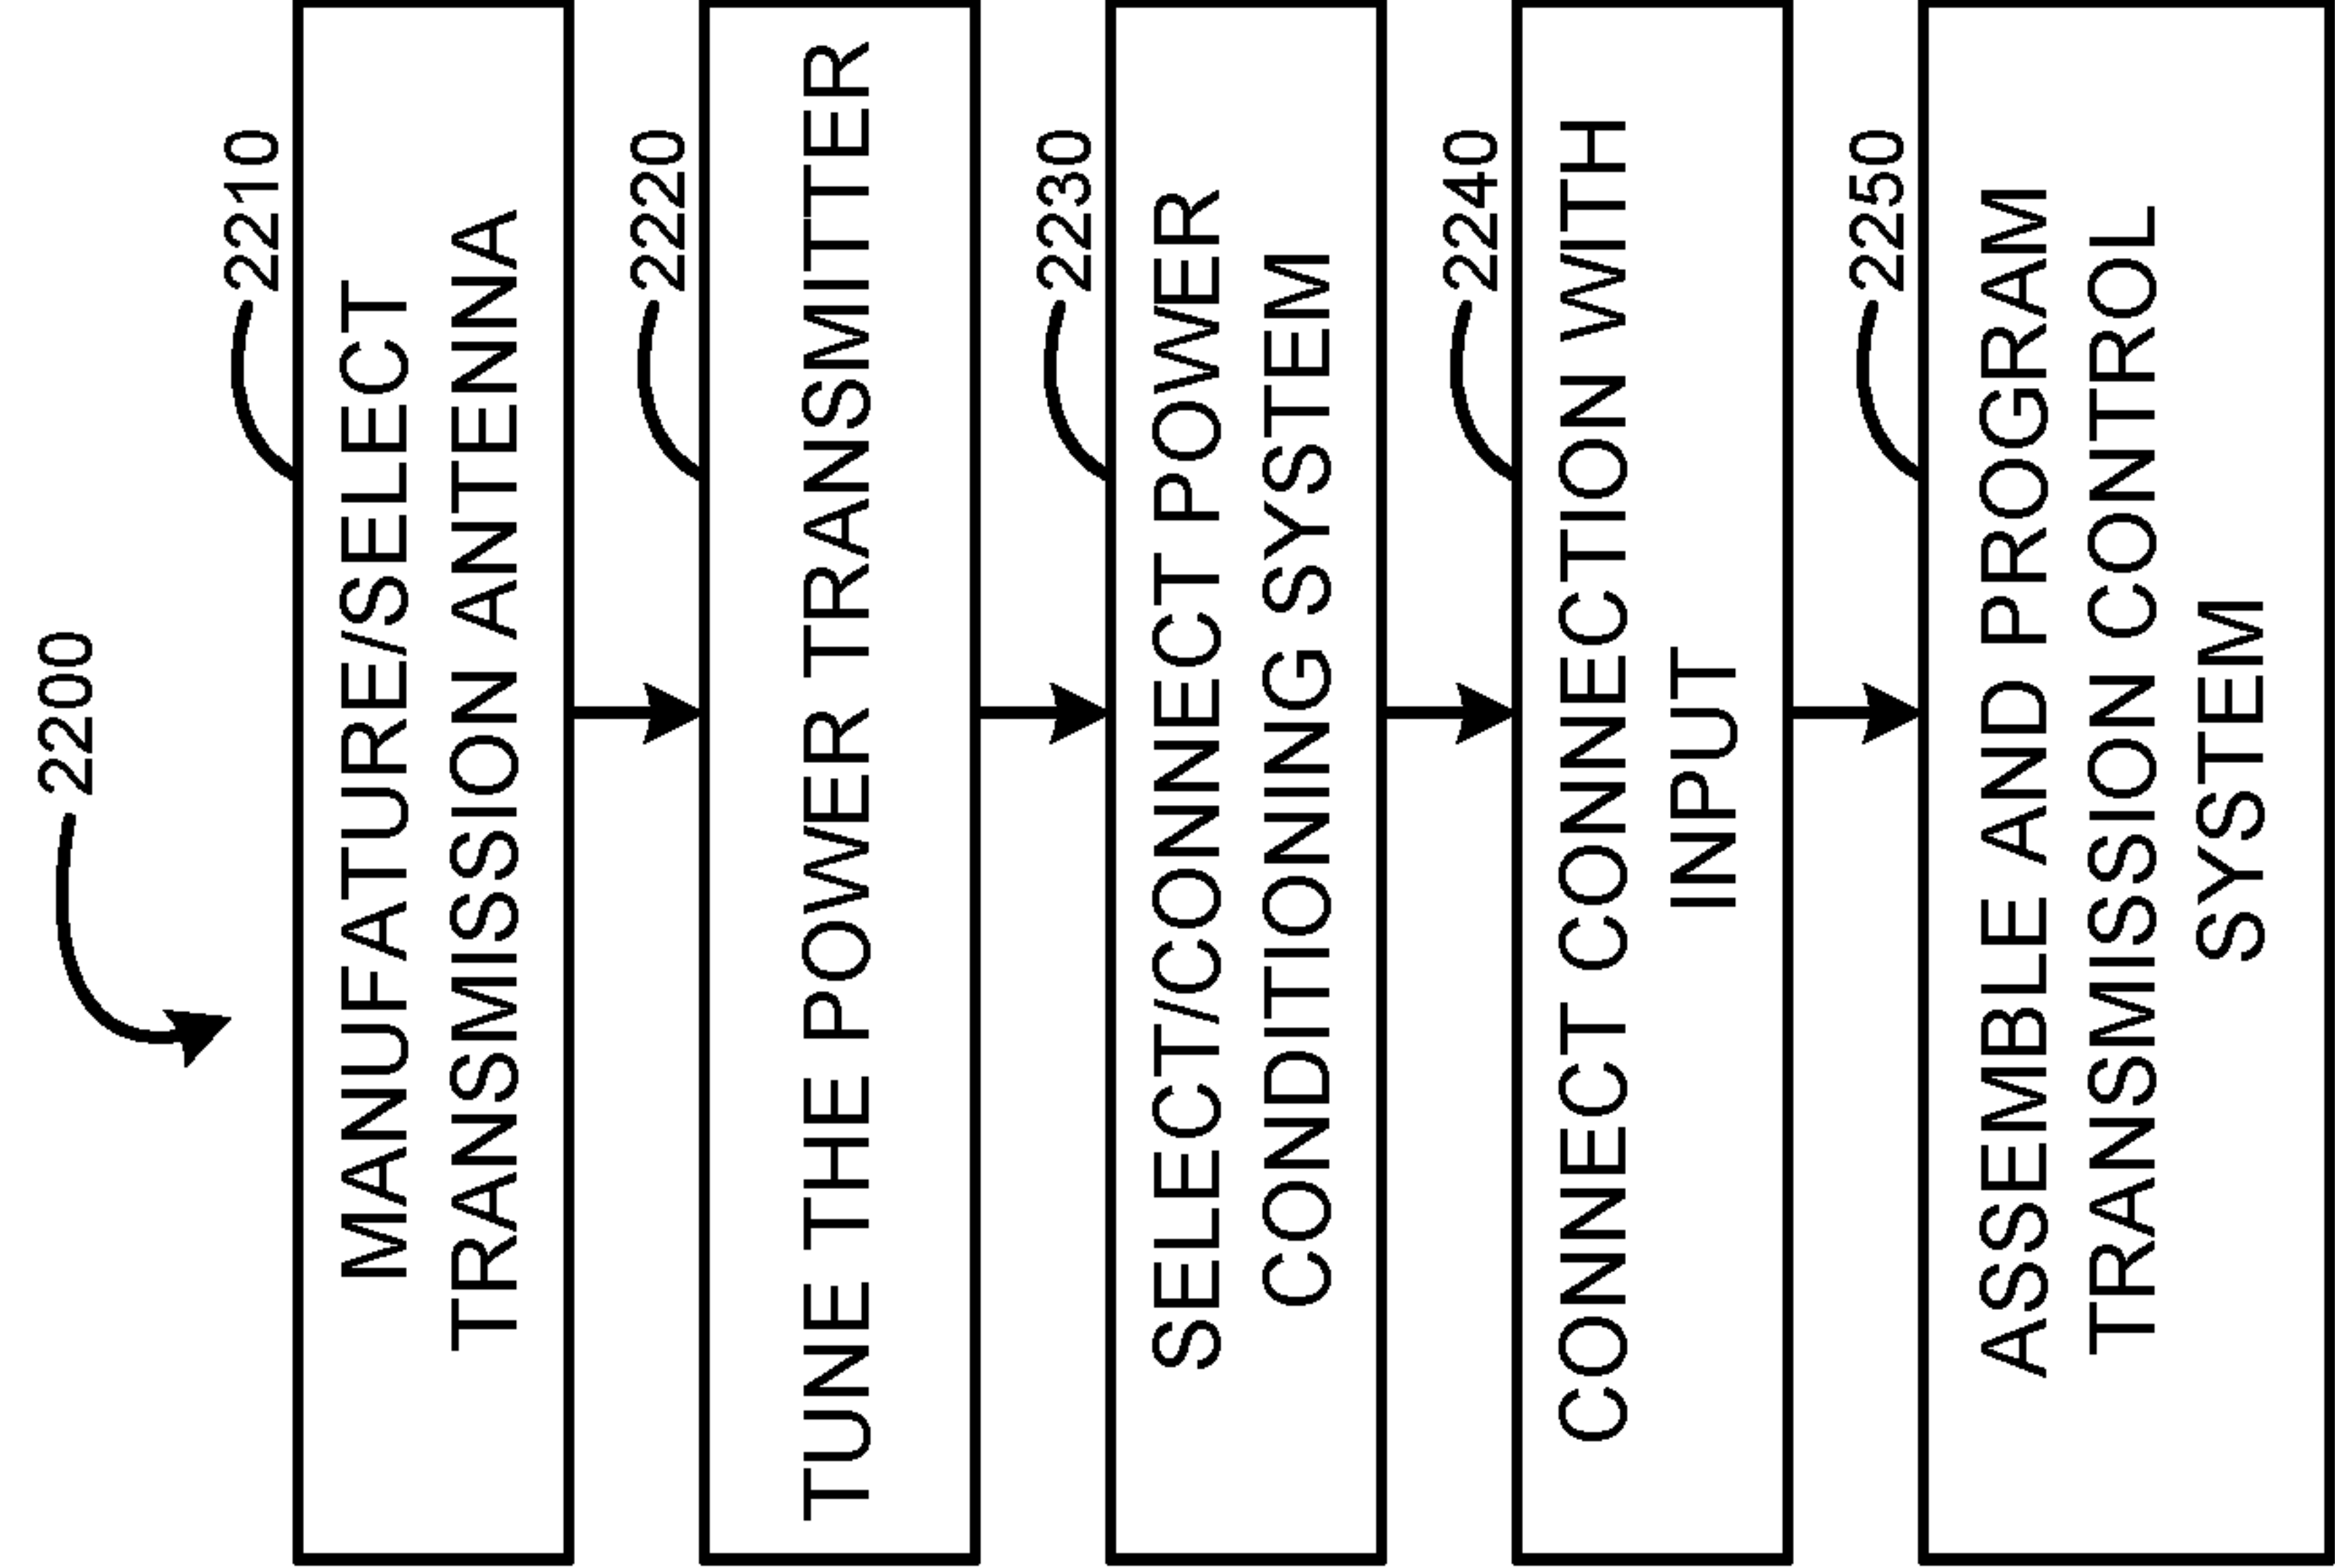 2200
2210
MANUFATURE/SELECT
TRANSMISSION ANTENNA
2220
TUNE THE POWER TRANSMITTER
2230
SELECT/CONNECT POWER
CONDITIONING SYSTEM
2240
CONNECT CONNECTION WITH
INPUT
2250
ASSEMBLE AND PROGRAM
TRANSMISSION CONTROL
SYSTEM